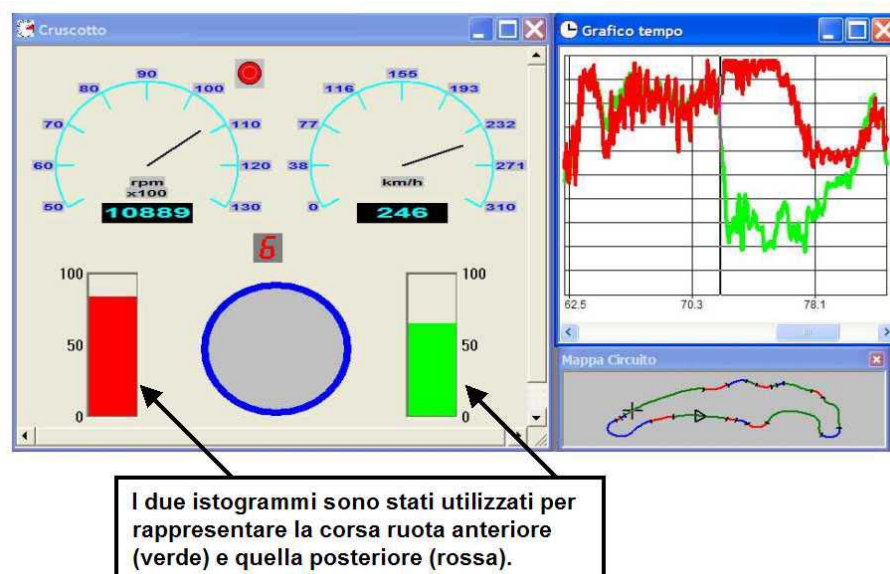 Cruscotto
90
80
100
70
110
60
120
50
130
rpm
x100
10889
155
116
193
77
232
38
271
0
310
km/h
246
6
100
50
0
100
50
0
Grafico tempo
62.5 70.3 78.1
Mappa Circuito
I due istogrammi sono stati utilizzati per
rappresentare la corsa ruota anteriore
(verde) e quella posteriore (rossa).